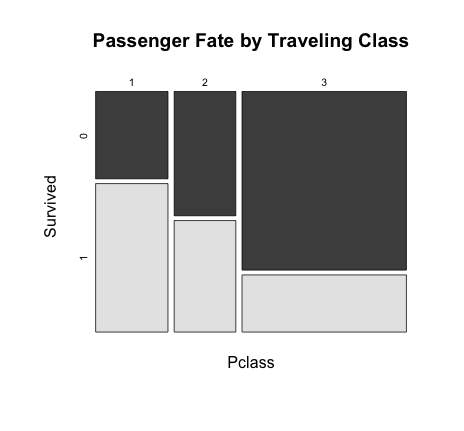 Passenger Fate by Traveling Class
1 2 3
0
Survived
1
Pclass